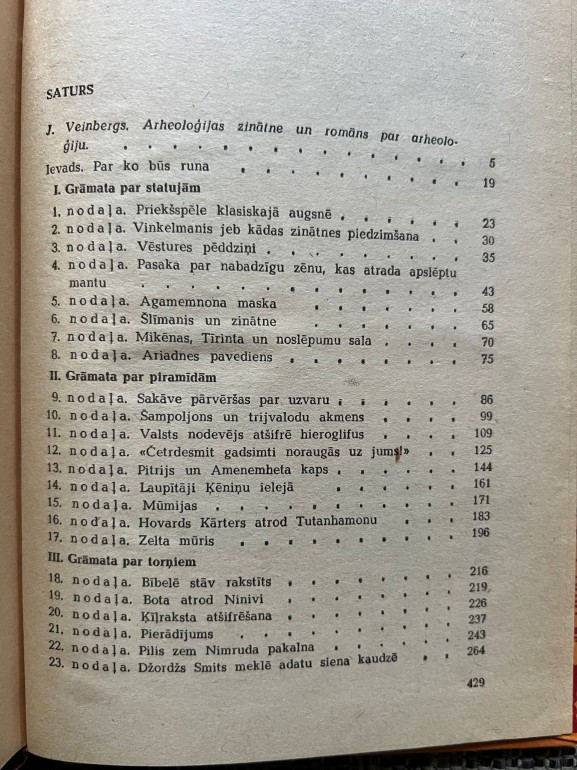 SATURS
J. Veinbergs. Arheoloģijas zinātne un romāns par arheolo-
ģiju. . . . . . . . . . . . . . . 5
Ievads. Par ko būs runa . . . . . . . . . 19
I. Grāmata par statujām
1. nodaļa. Priekšspēle klasiskajā augsnē . . . . . 23
2. nodaļa. Vinkelmanis jeb kādas zinātnes piedzimšana . . 30
3. nodaļa. Vēstures pēddziņi . . . . . . . . 35
4. nodaļa. Pasaka par nabadzīgu zēnu, kas atrada apslēptu
mantu . . . . . . . . . . . . 43
5. nodaļa. Agamemnona maska . . . . . . . 58
6. nodaļa. Šlīmanis un zinātne . . . . . . 65
7. nodaļa. Mikēnas, Tīrinta un noslēpumu sala . . . . 70
8. nodaļa. Ariadnes pavediens . . . . . . . 75
II. Grāmata par piramīdām
9. nodaļa. Sakāve pārvēršas par uzvaru . . . . . 86
10. nodaļa. Šampoljons un trijvalodu akmens . . . . 99
11. nodaļa. Valsts nodevējs atšifrē hieroglifus . . . . 109
12. nodaļa. «Četrdesmit gadsimti noraugās uz jums!» . . 125
13. nodaļa. Pitrijs un Amenemheta kaps . . . . . 144
14. nodaļa. Laupītāji Ķēniņu ielejā . . . . . 161
15. nodaļa. Mūmijas . . . . . . . . . 171
16. nodaļa. Hovards Kārters atrod Tutanhamonu . . . 183
17. nodaļa. Zelta mūris . . . . . . . . 196
III. Grāmata par torņiem
18. nodaļa. Bībelē stāv rakstīts . . . . . . 216
19. nodaļa. Bota atrod Ninivi . . . . . . 219
20. nodaļa. Ķīļraksta atšifrēšana . . . . . . 226
21. nodaļa. Pierādījums . . . . . . . . 237
22. nodaļa. Pilis zem Nimruda pakalna . . . . . 243
23. nodaļa. Džordžs Smits meklē adatu siena kaudzē . . 264
429